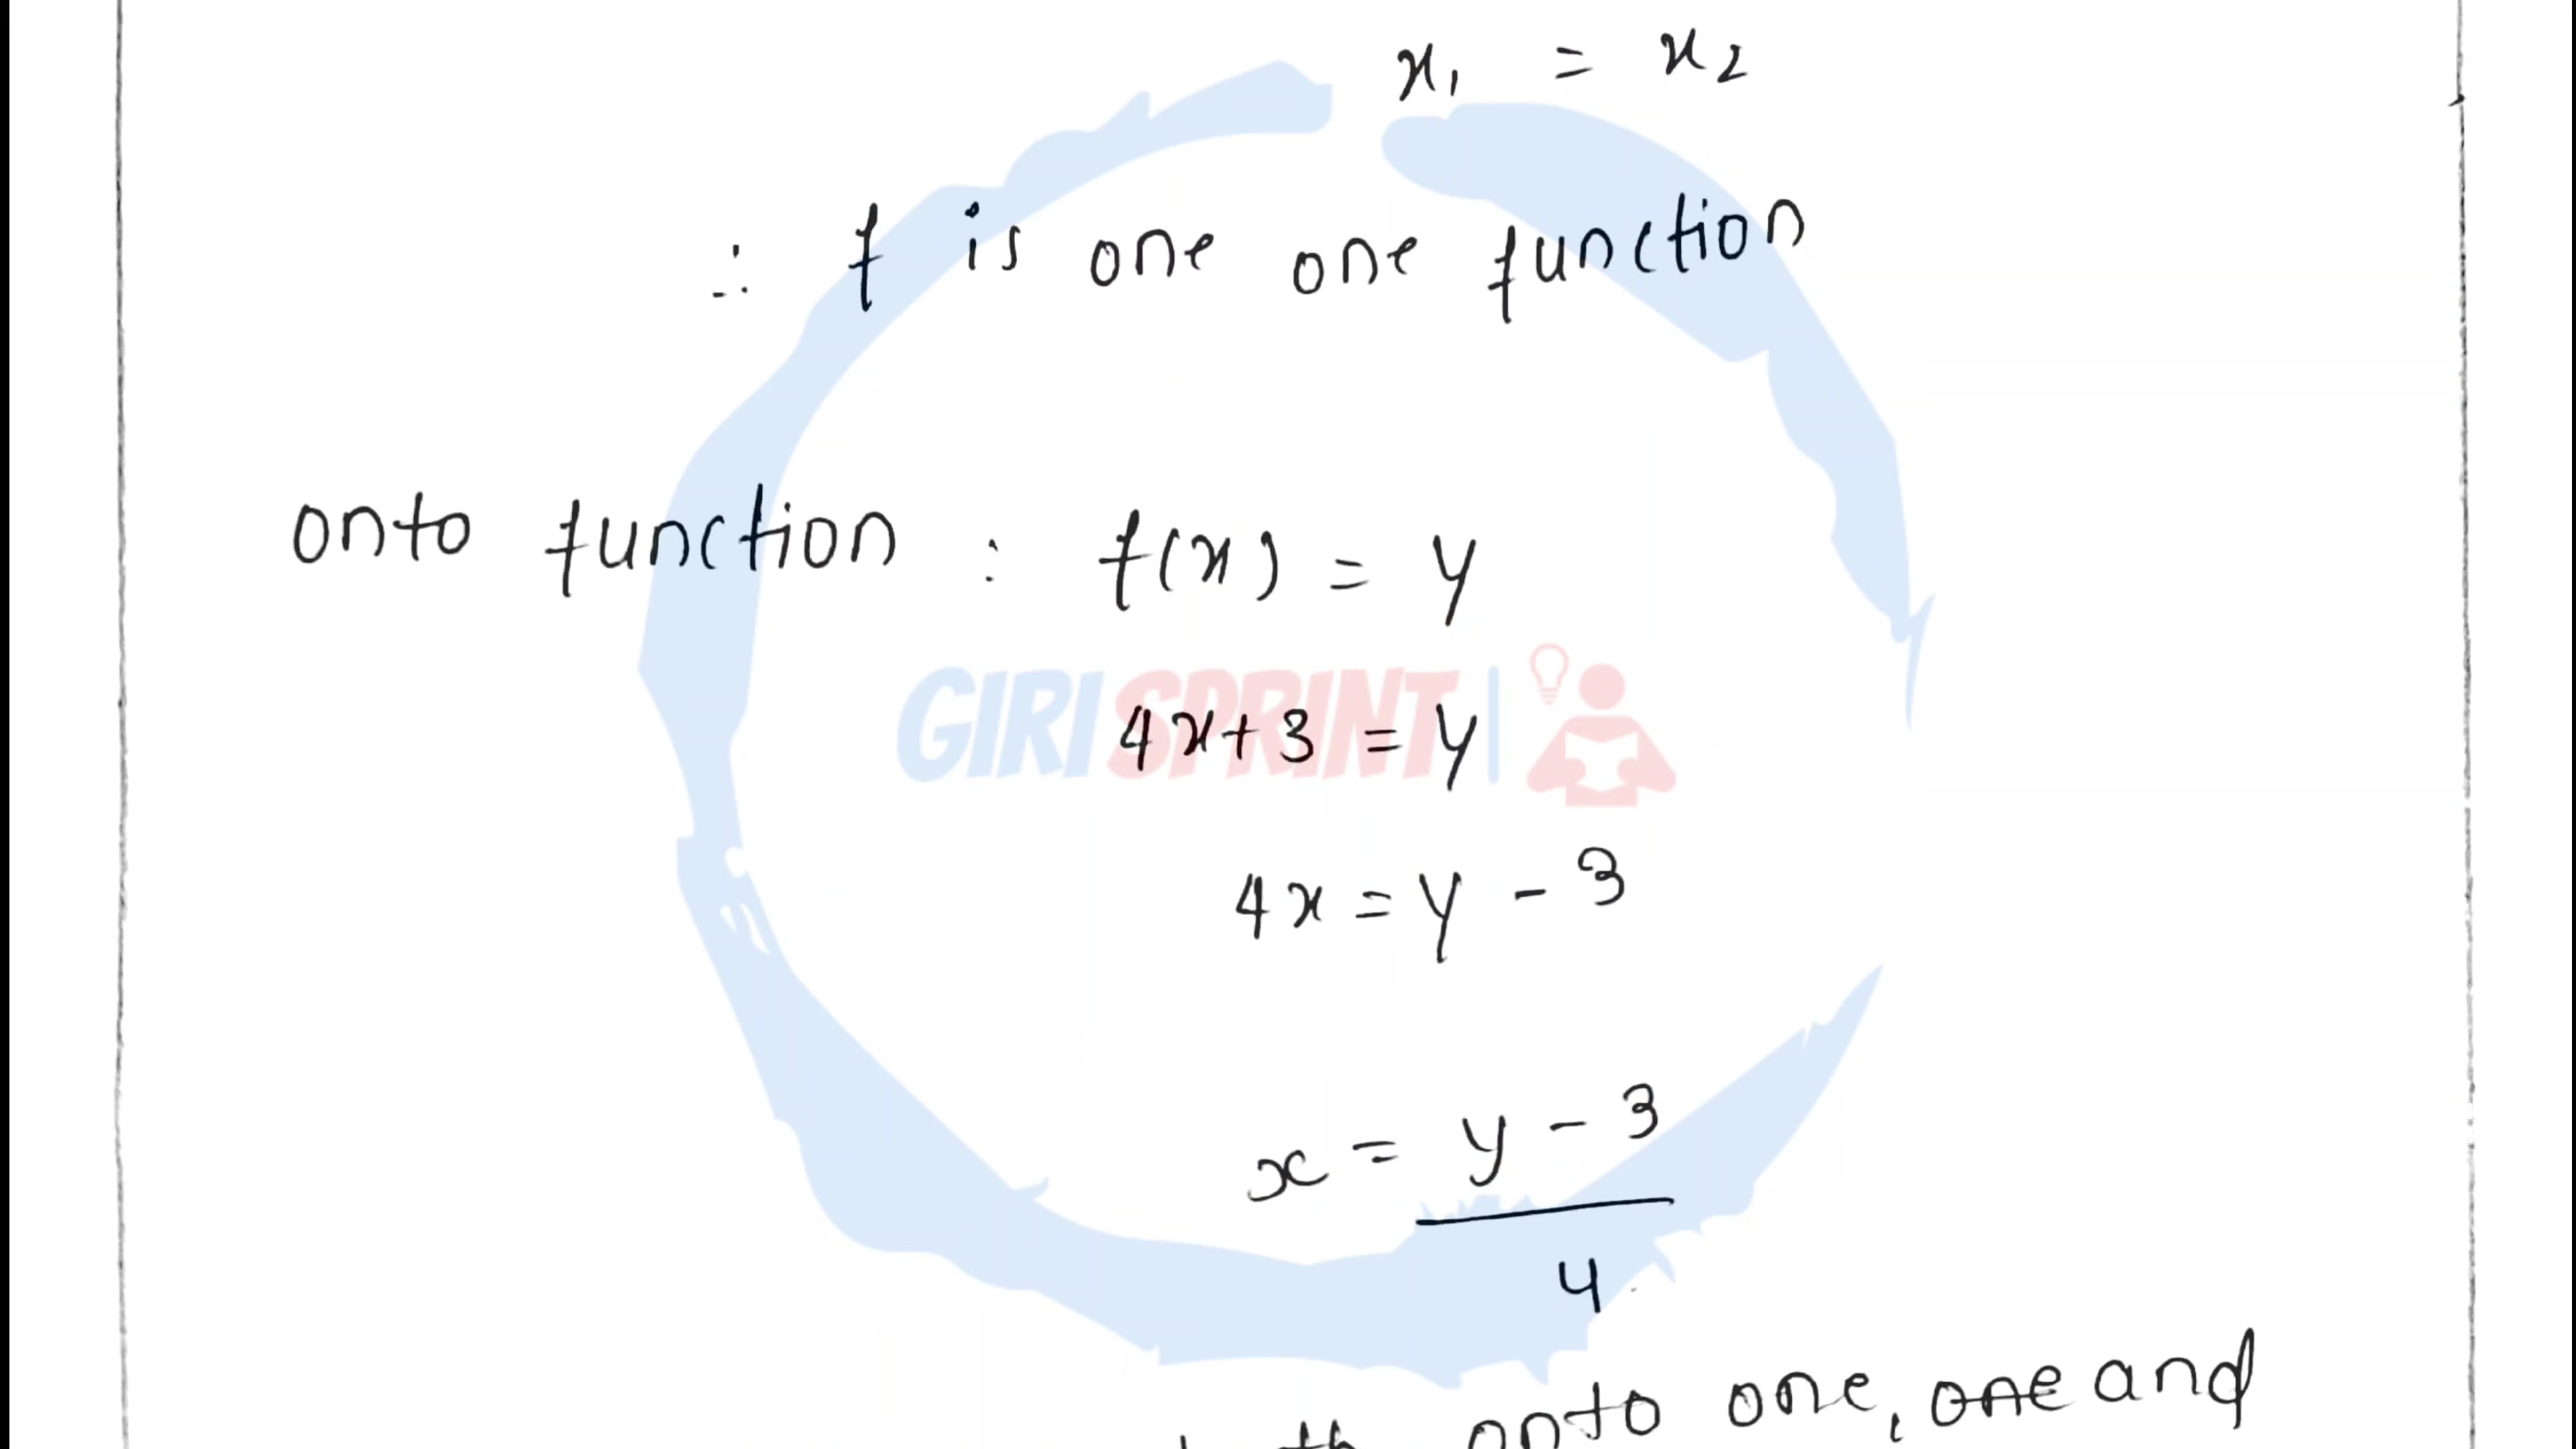 x₁ = x₂
∴ f is one one function
onto function : f(x) = y
GIRI SPRINT
4x+3 = y
4x = y - 3
x = y - 3
4
onto one, one and